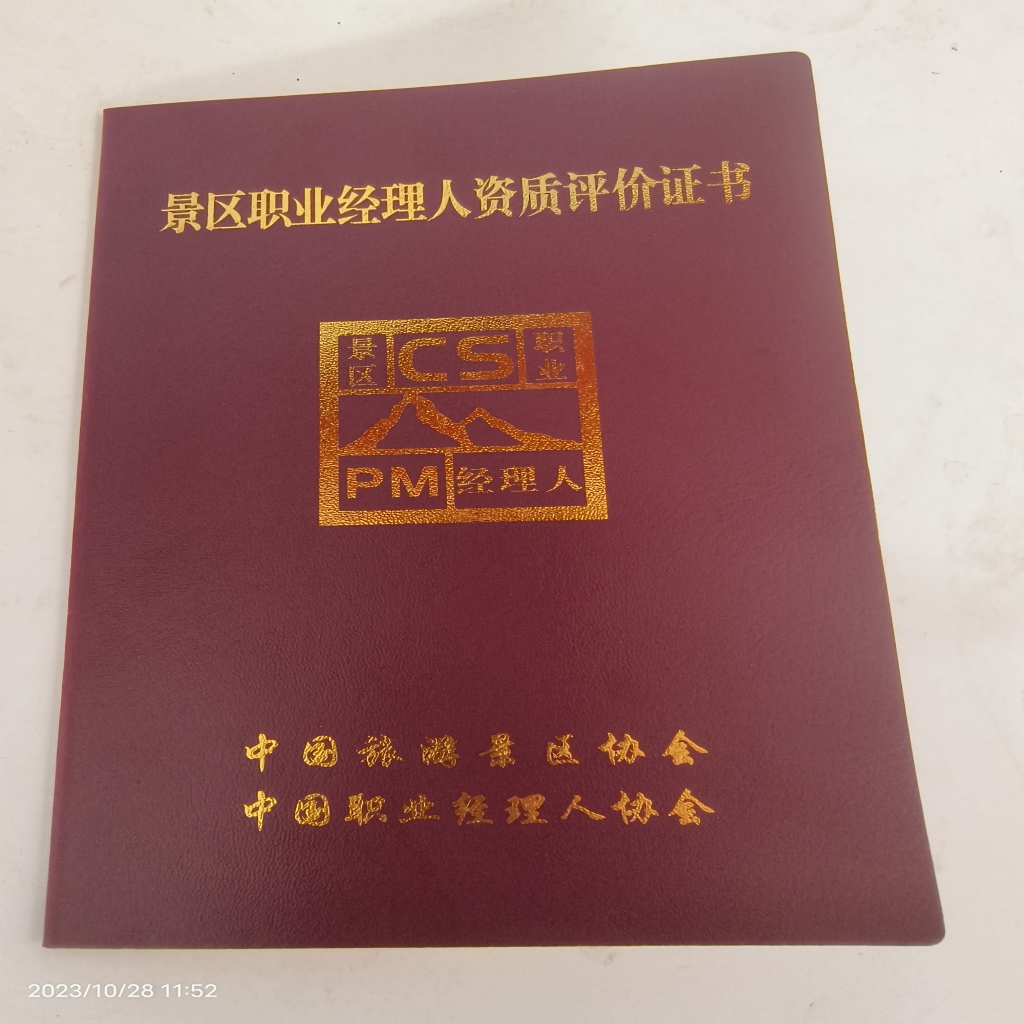 景区职业经理人资质评价证书
景区 CS 职业
PM 经理人
中国旅游景区协会
中国职业经理人协会
2023/10/28 11:52